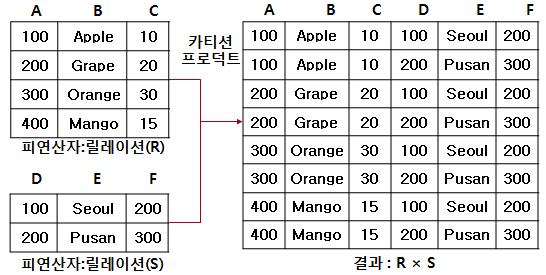 A B C
100 Apple 10
200 Grape 20
300 Orange 30
400 Mango 15
피연산자:릴레이션(R)
D E F
100 Seoul 200
200 Pusan 300
피연산자:릴레이션(S)
카티션
프로덕트
A B C D E F
100 Apple 10 100 Seoul 200
100 Apple 10 200 Pusan 300
200 Grape 20 100 Seoul 200
200 Grape 20 200 Pusan 300
300 Orange 30 100 Seoul 200
300 Orange 30 200 Pusan 300
400 Mango 15 100 Seoul 200
400 Mango 15 200 Pusan 300
결과 : R × S